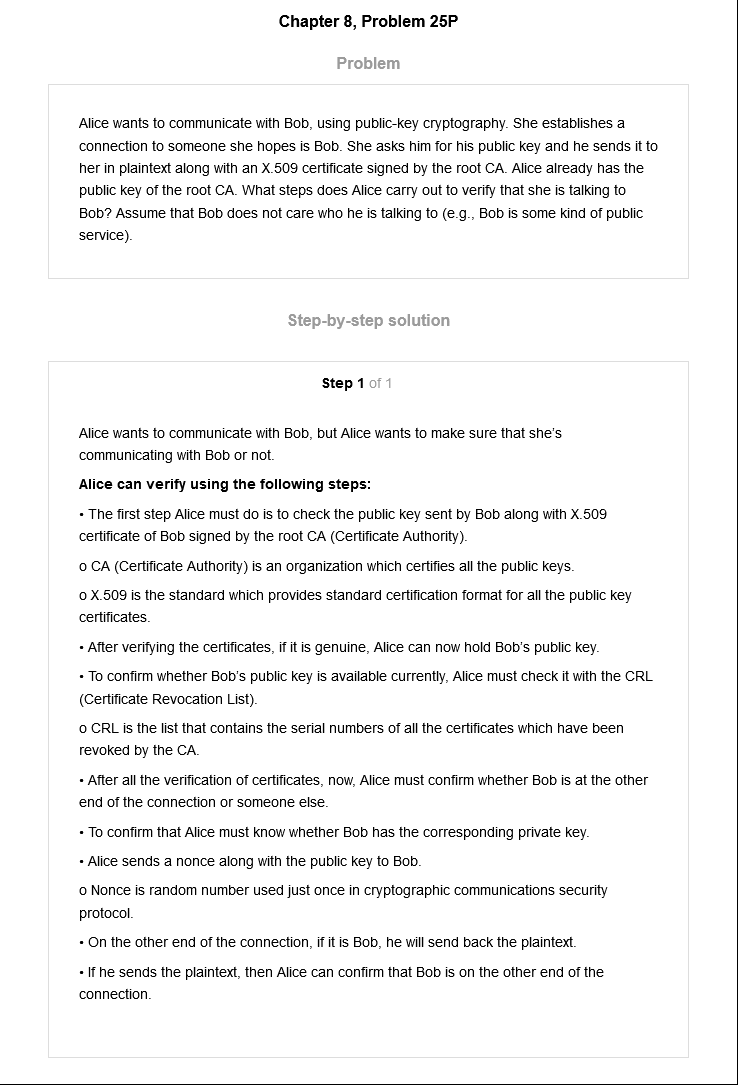 Chapter 8, Problem 25P
Problem
Alice wants to communicate with Bob, using public-key cryptography. She establishes a
connection to someone she hopes is Bob. She asks him for his public key and he sends it to
her in plaintext along with an X.509 certificate signed by the root CA. Alice already has the
public key of the root CA. What steps does Alice carry out to verify that she is talking to
Bob? Assume that Bob does not care who he is talking to (e.g., Bob is some kind of public
service).
Step-by-step solution
Step 1 of 1
Alice wants to communicate with Bob, but Alice wants to make sure that she’s
communicating with Bob or not.
Alice can verify using the following steps:
• The first step Alice must do is to check the public key sent by Bob along with X.509
certificate of Bob signed by the root CA (Certificate Authority).
o CA (Certificate Authority) is an organization which certifies all the public keys.
o X.509 is the standard which provides standard certification format for all the public key
certificates.
• After verifying the certificates, if it is genuine, Alice can now hold Bob’s public key.
• To confirm whether Bob’s public key is available currently, Alice must check it with the CRL
(Certificate Revocation List).
o CRL is the list that contains the serial numbers of all the certificates which have been
revoked by the CA.
• After all the verification of certificates, now, Alice must confirm whether Bob is at the other
end of the connection or someone else.
• To confirm that Alice must know whether Bob has the corresponding private key.
• Alice sends a nonce along with the public key to Bob.
o Nonce is random number used just once in cryptographic communications security
protocol.
• On the other end of the connection, if it is Bob, he will send back the plaintext.
• If he sends the plaintext, then Alice can confirm that Bob is on the other end of the
connection.